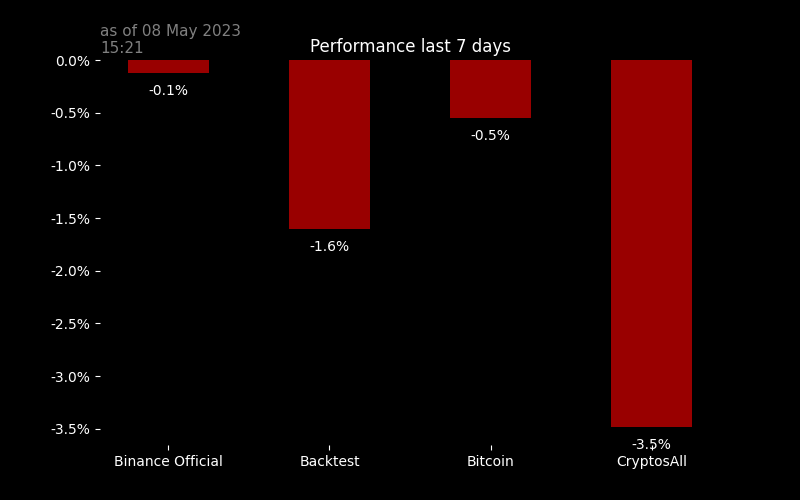 as of 08 May 2023
15:21
Performance last 7 days
0.0%
-0.5%
-1.0%
-1.5%
-2.0%
-2.5%
-3.0%
-3.5%
-0.1%
-1.6%
-0.5%
-3.5%
Binance Official
Backtest
Bitcoin
CryptosAll